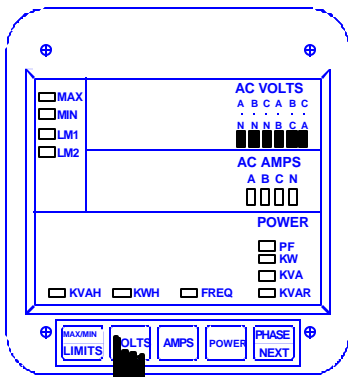 AC VOLTS
A B C A B C
N N N B C A
MAX
MIN
LM1
LM2
AC AMPS
A B C N
POWER
PF
KW
KVA
KVAH KWH FREQ KVAR
MAX/MIN
LIMITS
VOLTS
AMPS
POWER
PHASE
NEXT